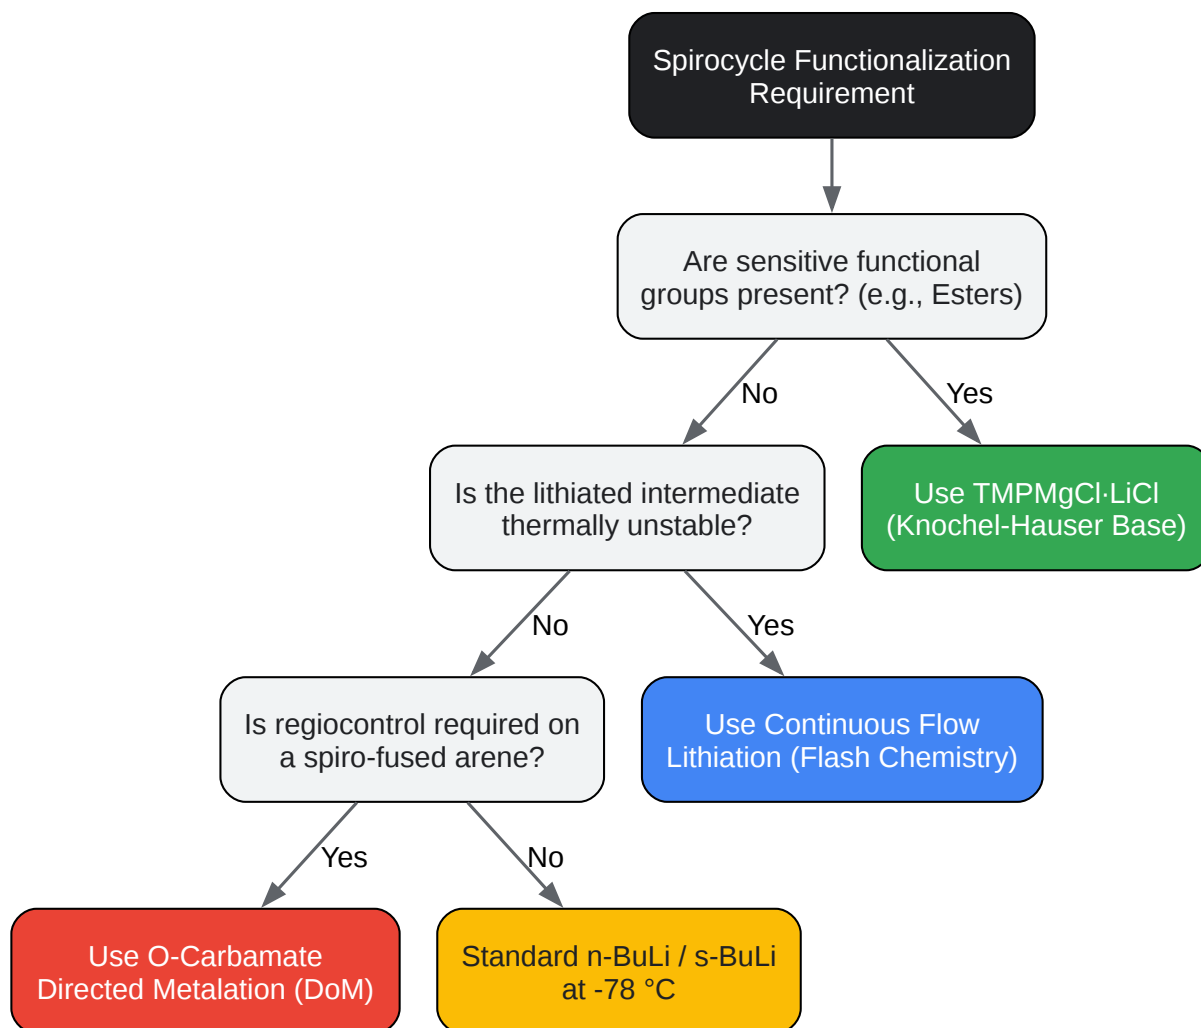 Spirocycle Functionalization
Requirement
Are sensitive functional
groups present? (e.g., Esters)
No
Yes
Is the lithiated intermediate
thermally unstable?
Use TMPMgCl·LiCl
(Knochel-Hauser Base)
No
Yes
Is regiocontrol required on
a spiro-fused arene?
Use Continuous Flow
Lithiation (Flash Chemistry)
Yes
No
Use O-Carbamate
Directed Metalation (DoM)
Standard n-BuLi / s-BuLi
at -78 °C